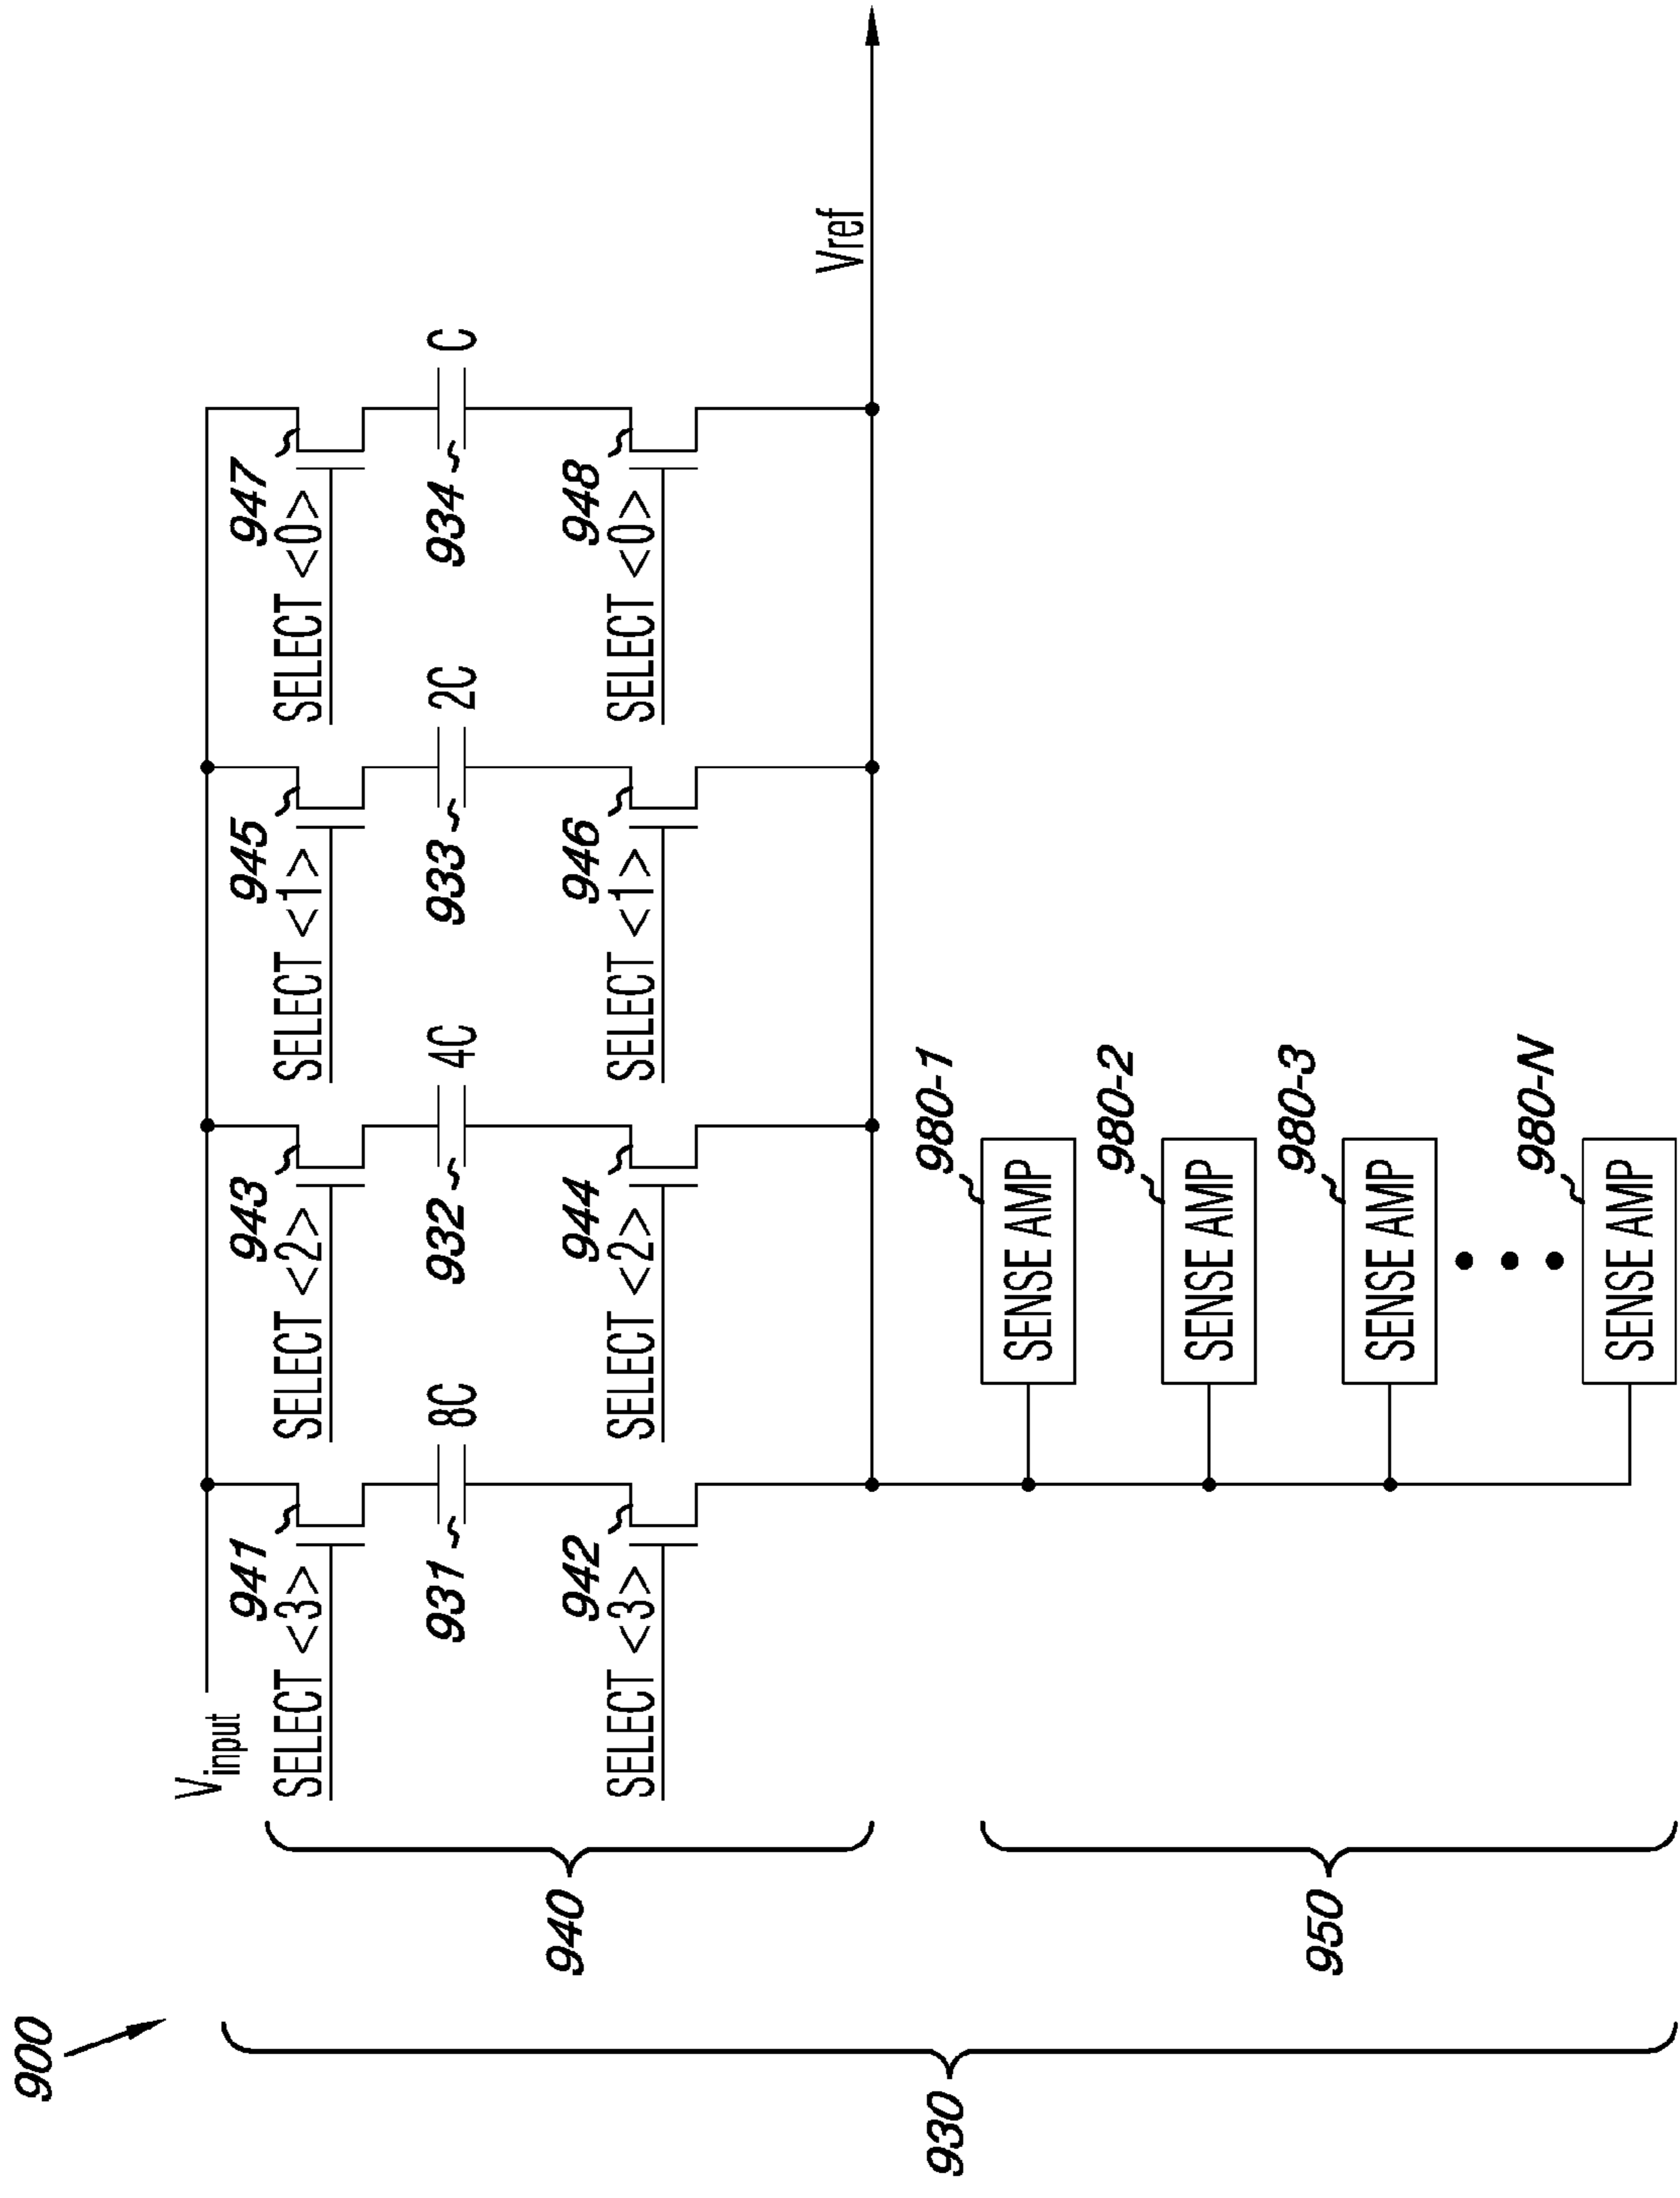 900
Vinput
941 943 945 947
SELECT <3> SELECT <2> SELECT <1> SELECT <0>
931 8C 932 4C 933 2C 934 C
940
942 944 946 948
SELECT <3> SELECT <2> SELECT <1> SELECT <0>
Vref
980-1
930
SENSE AMP
980-2
SENSE AMP
980-3
950
SENSE AMP
980-N
SENSE AMP